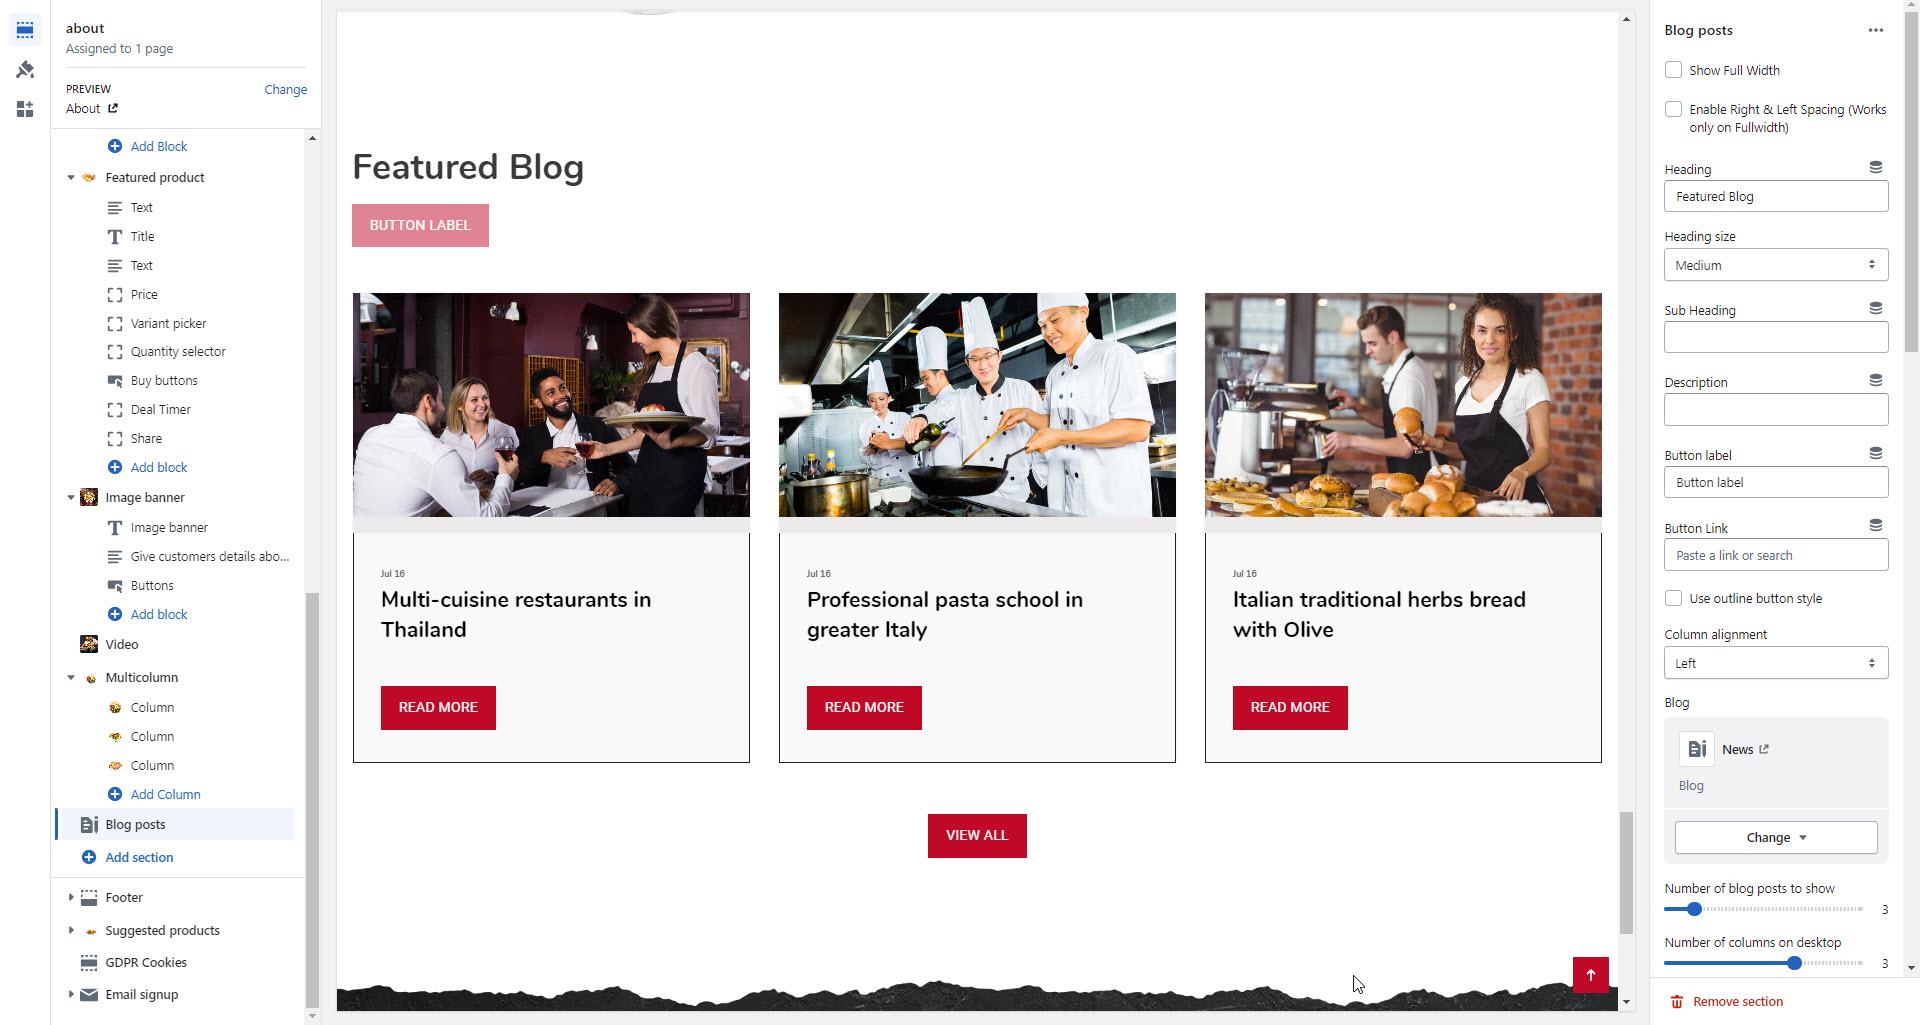 about
Assigned to 1 page
PREVIEW
Change
About
Add Block
Featured product
Text
Title
Text
Price
Variant picker
Quantity selector
Buy buttons
Deal Timer
Share
Add block
Image banner
Image banner
Give customers details abo...
Buttons
Add block
Video
Multicolumn
Column
Column
Column
Add Column
Blog posts
Add section
Footer
Suggested products
GDPR Cookies
Email signup
Featured Blog
BUTTON LABEL
Jul 16
Multi-cuisine restaurants in
Thailand
READ MORE
Jul 16
Professional pasta school in
greater Italy
READ MORE
Jul 16
Italian traditional herbs bread
with Olive
READ MORE
VIEW ALL
Blog posts
Show Full Width
Enable Right & Left Spacing (Works
only on Fullwidth)
Heading
Featured Blog
Heading size
Medium
Sub Heading
Description
Button label
Button label
Button Link
Paste a link or search
Use outline button style
Column alignment
Left
Blog
News
Blog
Change
Number of blog posts to show
3
Number of columns on desktop
3
Remove section